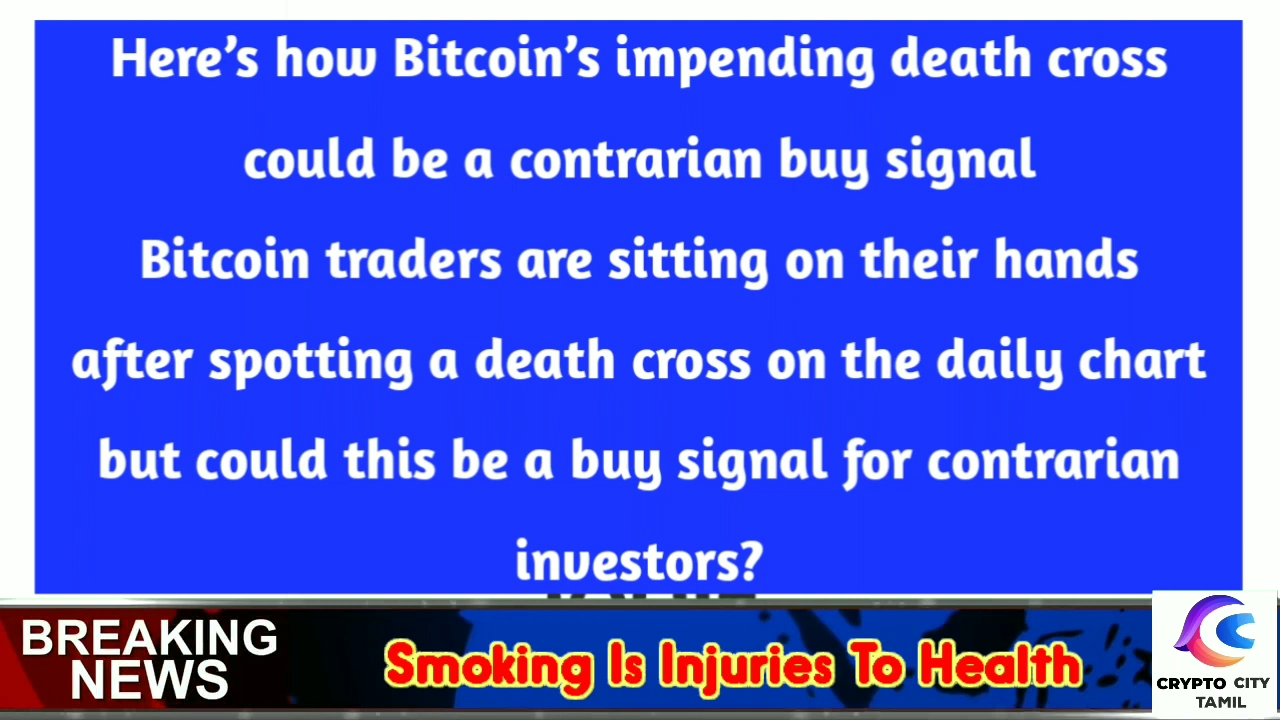 Here's how Bitcoin's impending death cross
could be a contrarian buy signal
Bitcoin traders are sitting on their hands
after spotting a death cross on the daily chart
but could this be a buy signal for contrarian
investors?
BREAKING
NEWS
Smoking Is Injuries To Health
CRYPTO CITY
TAMIL